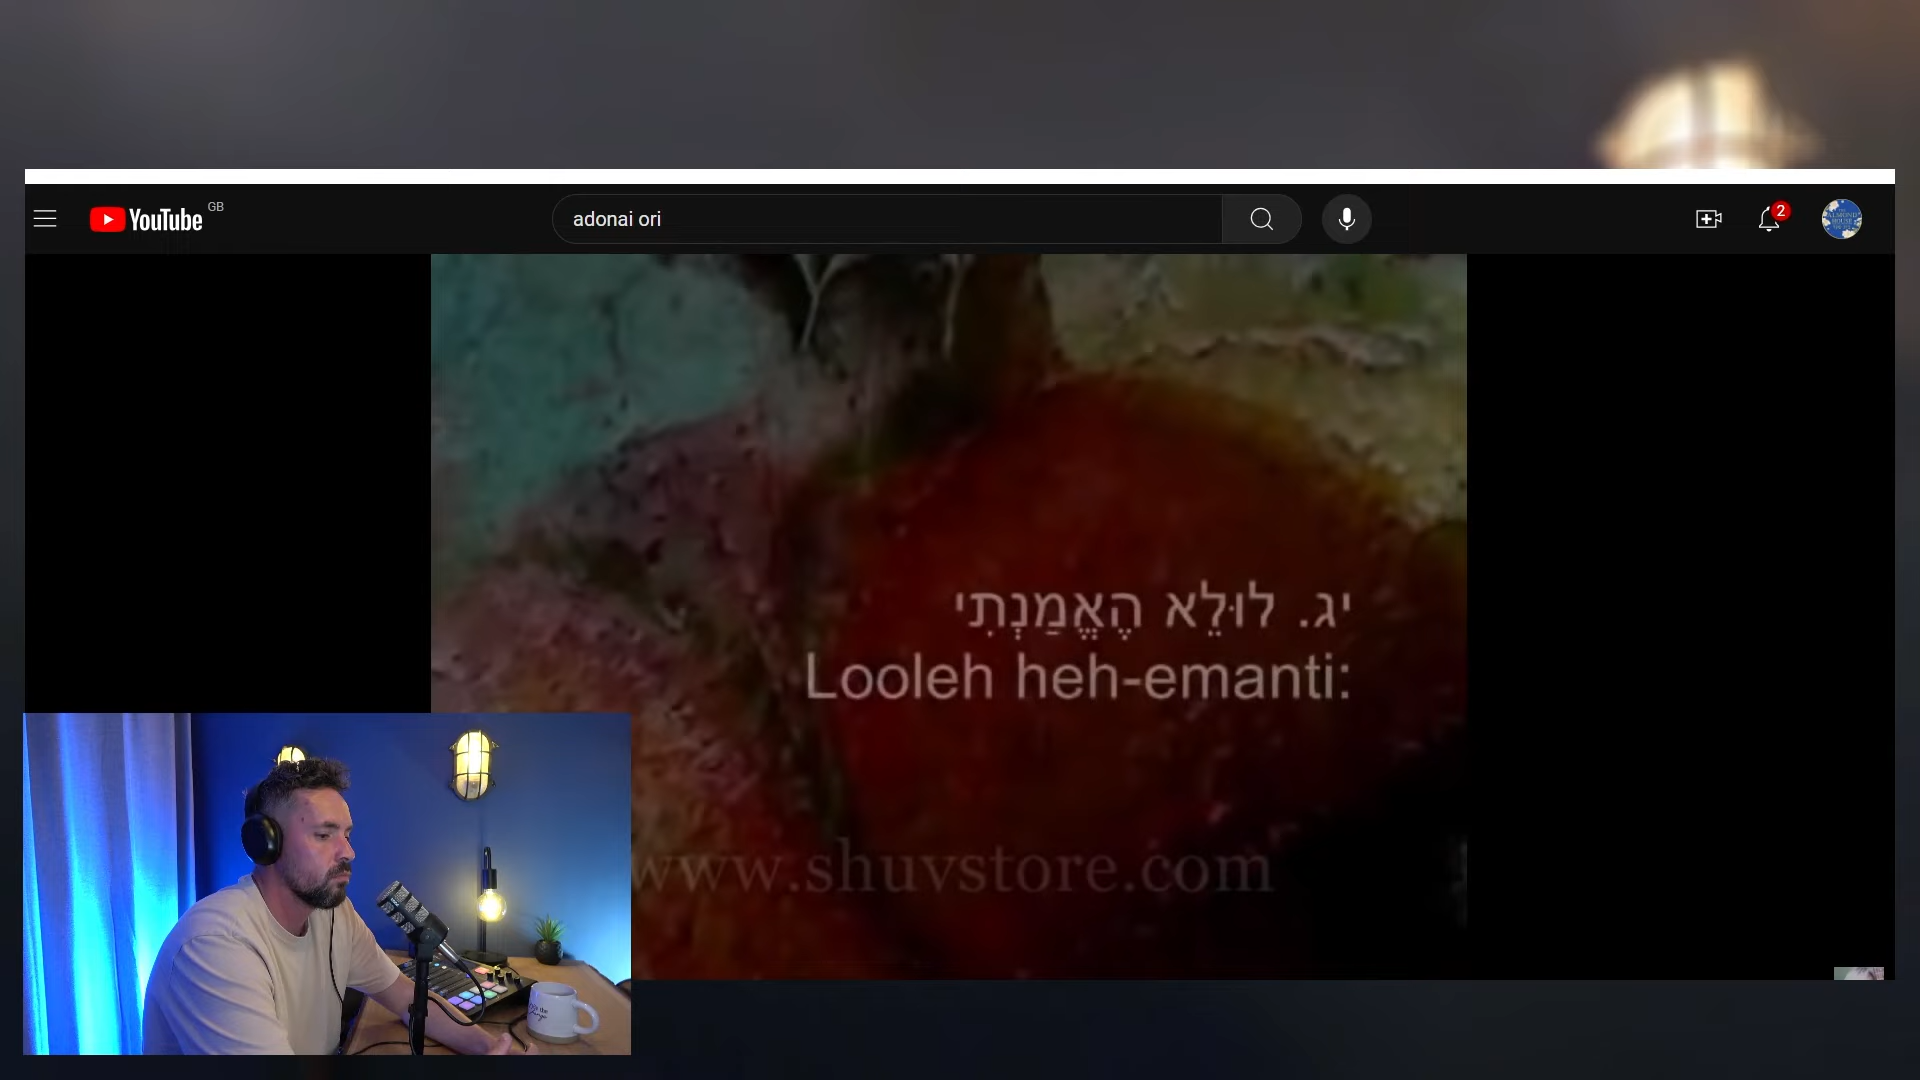 YouTube GB
adonai ori
2
יג. לוּלֵא הֶאֱמַנְתִּי
Looleh heh-emanti:
www.shuvstore.com